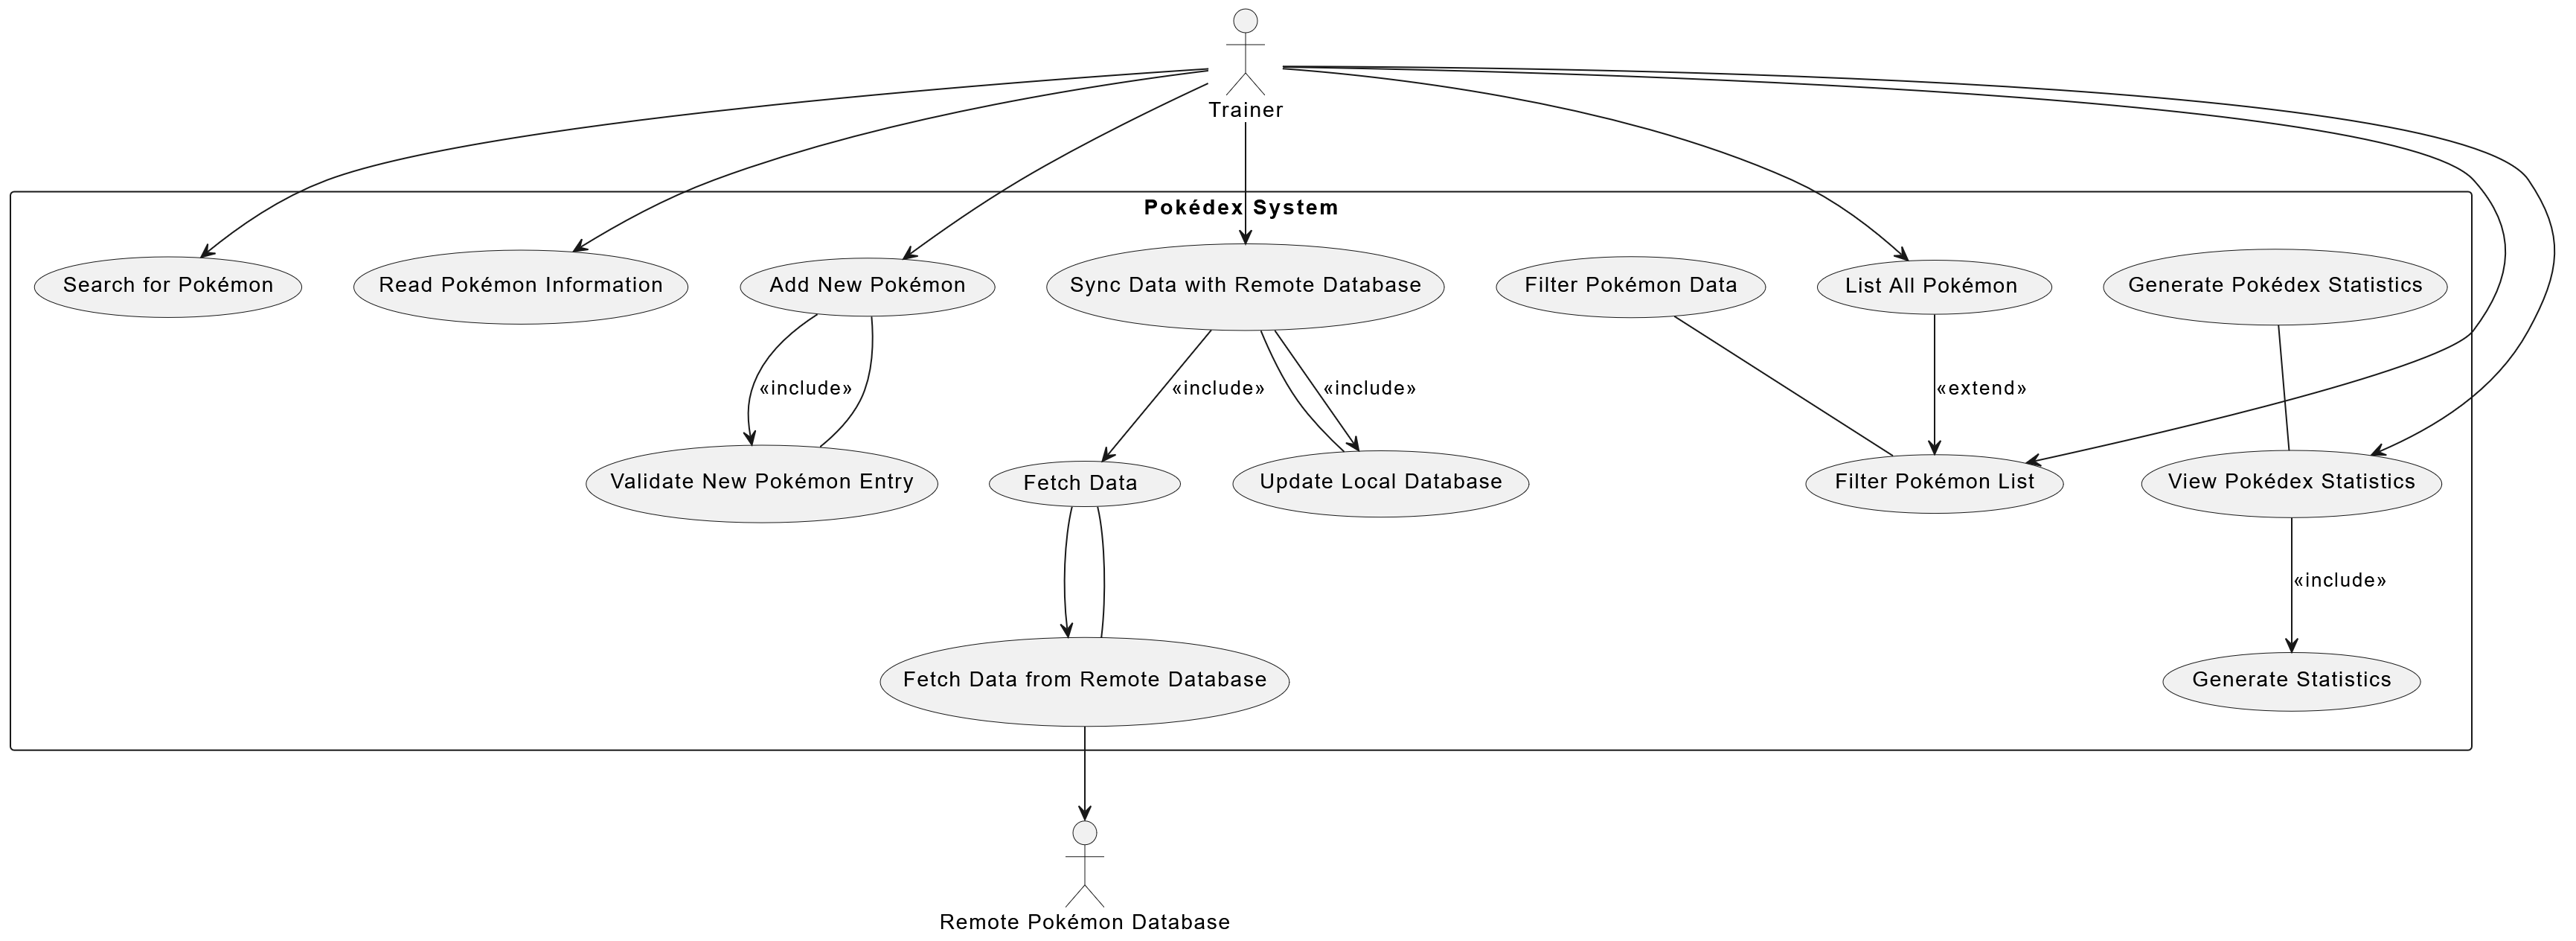 Trainer
Pokédex System
Search for Pokémon
Read Pokémon Information
Add New Pokémon
Sync Data with Remote Database
Filter Pokémon Data
List All Pokémon
Generate Pokédex Statistics
«include»
«include»
«include»
«extend»
Validate New Pokémon Entry
Fetch Data
Update Local Database
Filter Pokémon List
View Pokédex Statistics
«include»
Fetch Data from Remote Database
Generate Statistics
Remote Pokémon Database